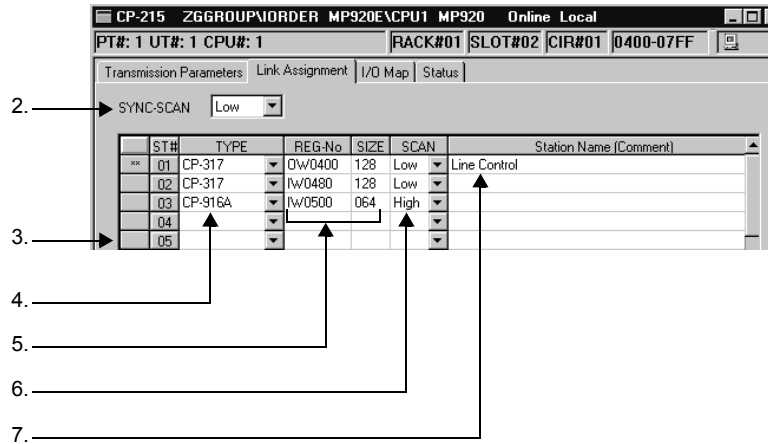 CP-215 ZGGROUP\IORDER MP920E\CPU1 MP920 Online Local
PT#: 1 UT#: 1 CPU#: 1 RACK#01 SLOT#02 CIR#01 0400-07FF
Transmission Parameters Link Assignment I/O Map Status
2. SYNC-SCAN Low
ST# TYPE REG-No SIZE SCAN Station Name (Comment)
** 01 CP-317 OW0400 128 Low Line Control
02 CP-317 IW0480 128 Low
03 CP-916A IW0500 064 High
04
3. 05
4.
5.
6.
7.